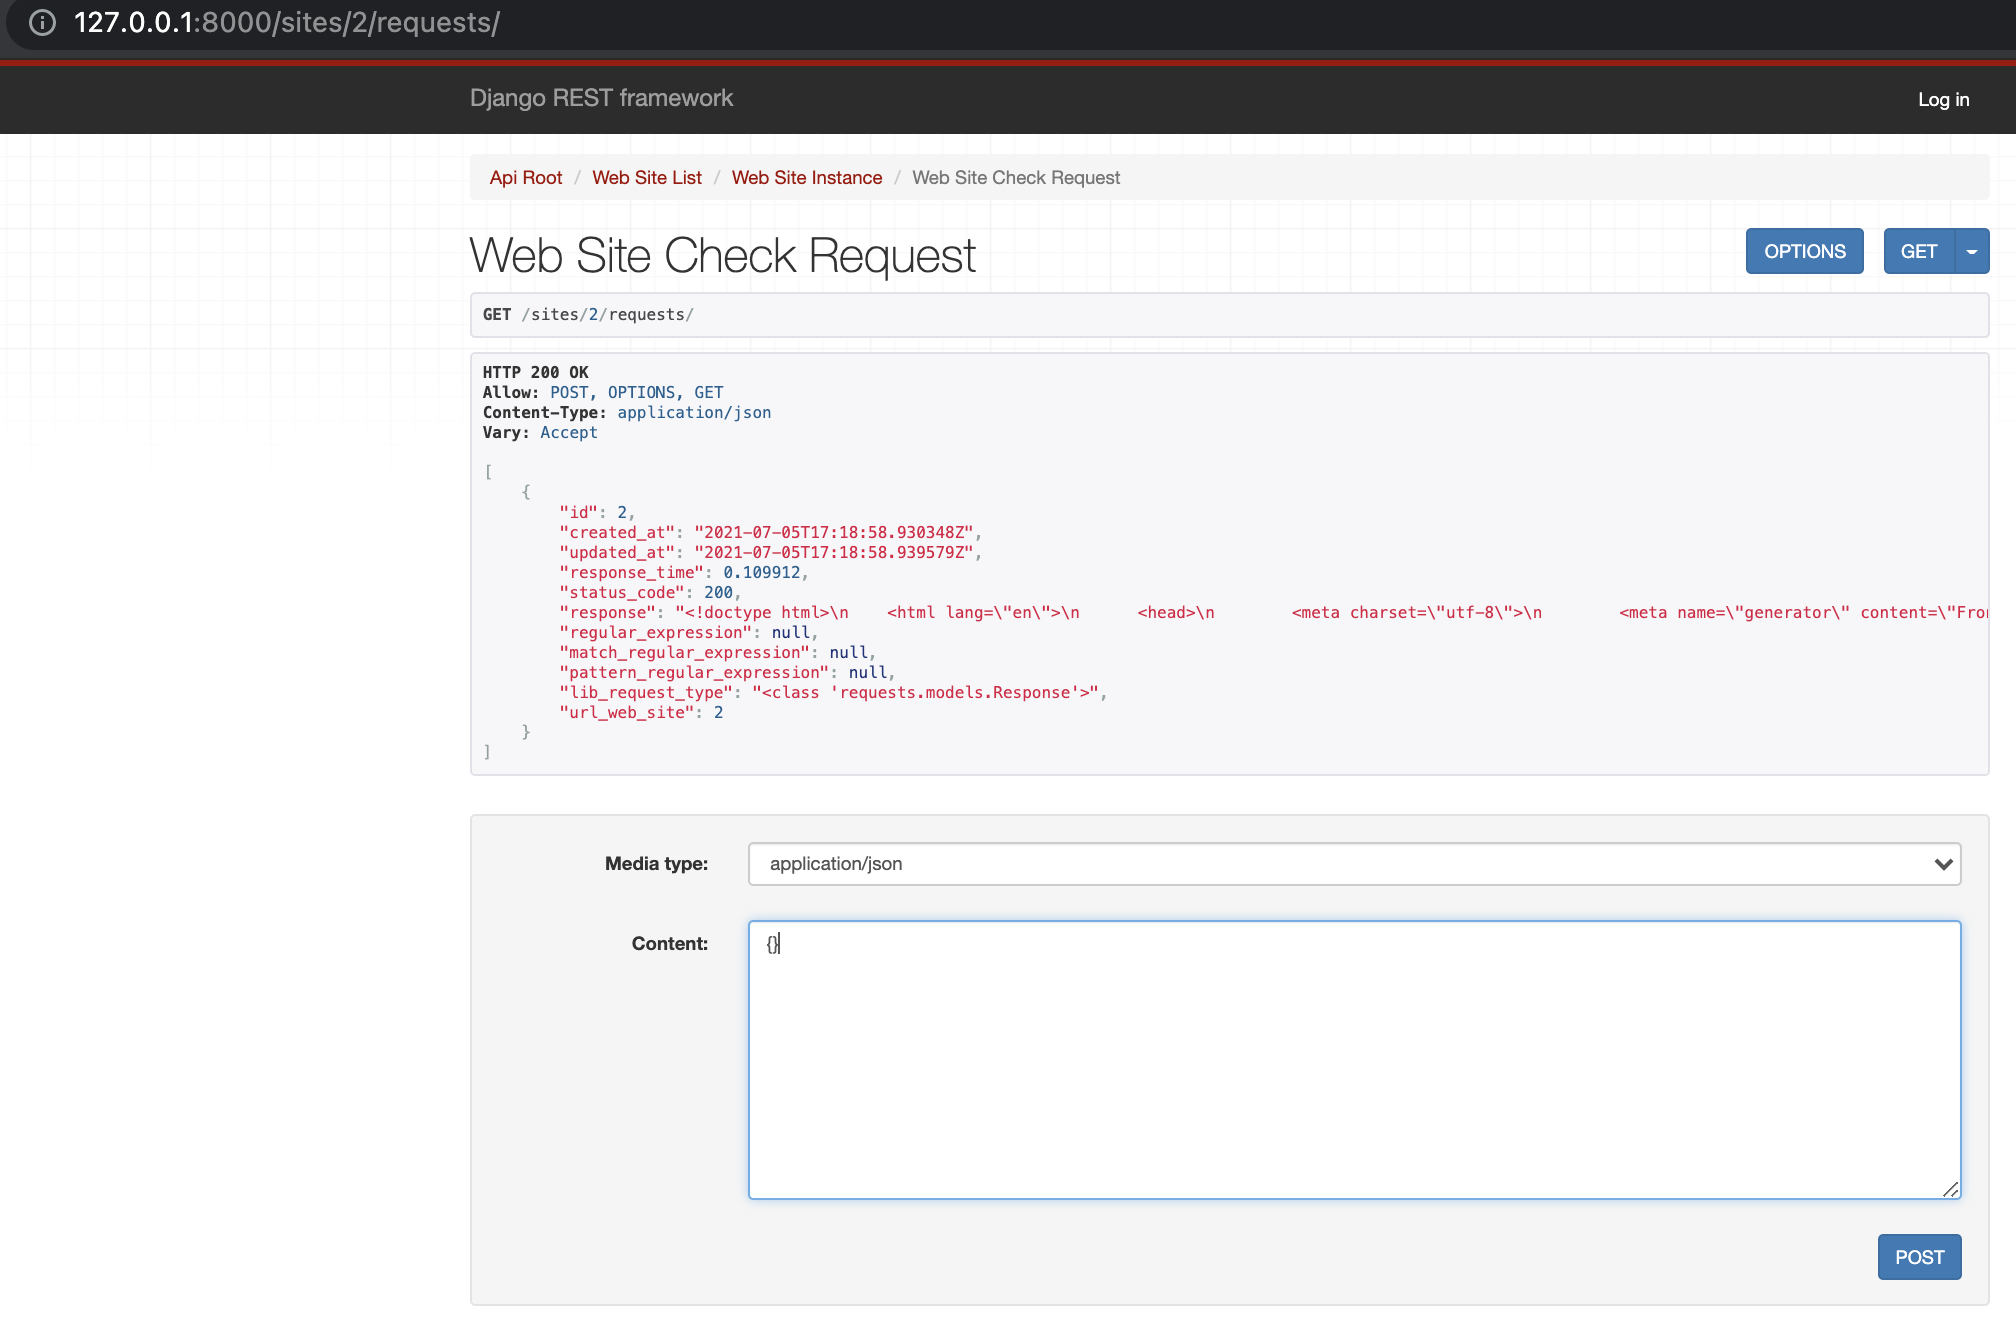 127.0.0.1:8000/sites/2/requests/
Django REST framework
Log in
Api Root / Web Site List / Web Site Instance / Web Site Check Request
Web Site Check Request
OPTIONS
GET
GET /sites/2/requests/
HTTP 200 OK
Allow: POST, OPTIONS, GET
Content-Type: application/json
Vary: Accept
[
    {
        "id": 2,
        "created_at": "2021-07-05T17:18:58.930348Z",
        "updated_at": "2021-07-05T17:18:58.939579Z",
        "response_time": 0.109912,
        "status_code": 200,
        "response": "<!doctype html>\n    <html lang=\"en\">\n      <head>\n        <meta charset=\"utf-8\">\n        <meta name=\"generator\" content=\"Fro
        "regular_expression": null,
        "match_regular_expression": null,
        "pattern_regular_expression": null,
        "lib_request_type": "<class 'requests.models.Response'>",
        "url_web_site": 2
    }
]
Media type:
application/json
Content:
{}
POST